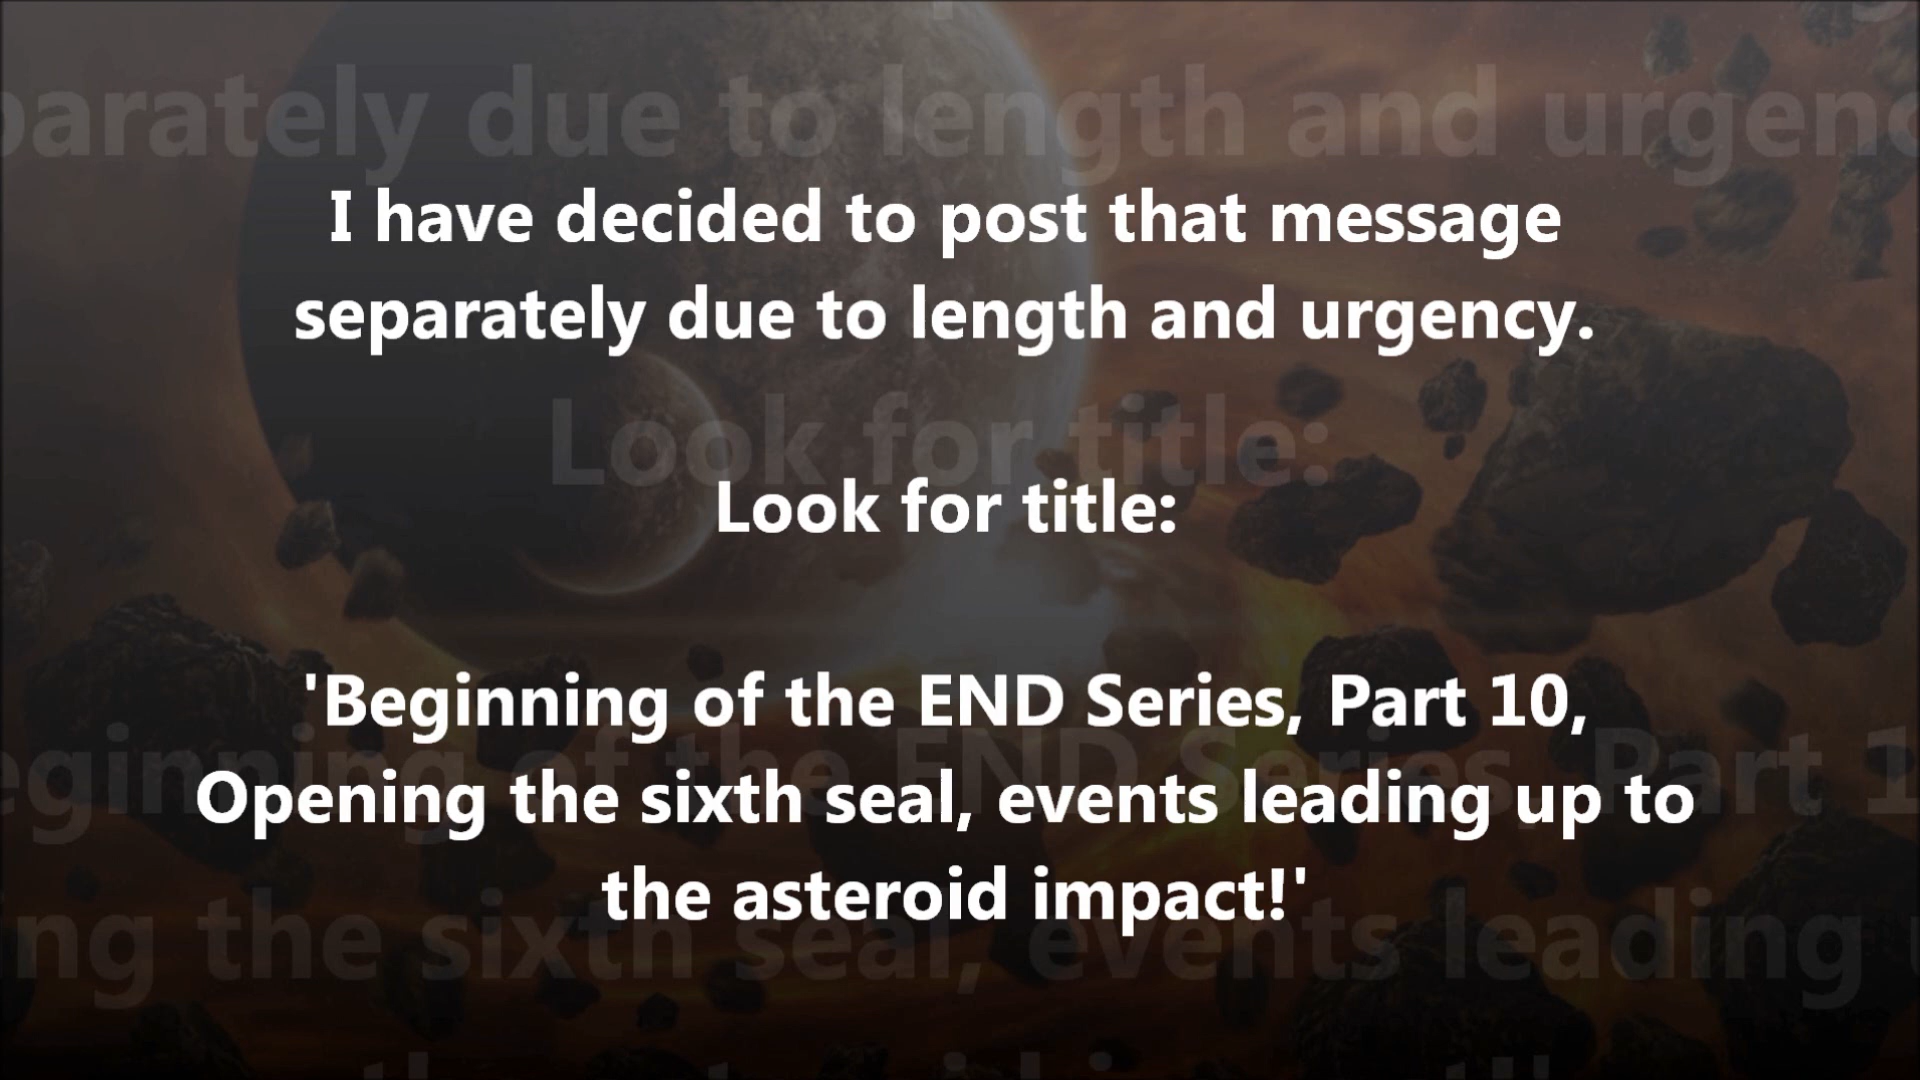 I have decided to post that message
separately due to length and urgency.
Look for title:
'Beginning of the END Series, Part 10,
Opening the sixth seal, events leading up to
the asteroid impact!'